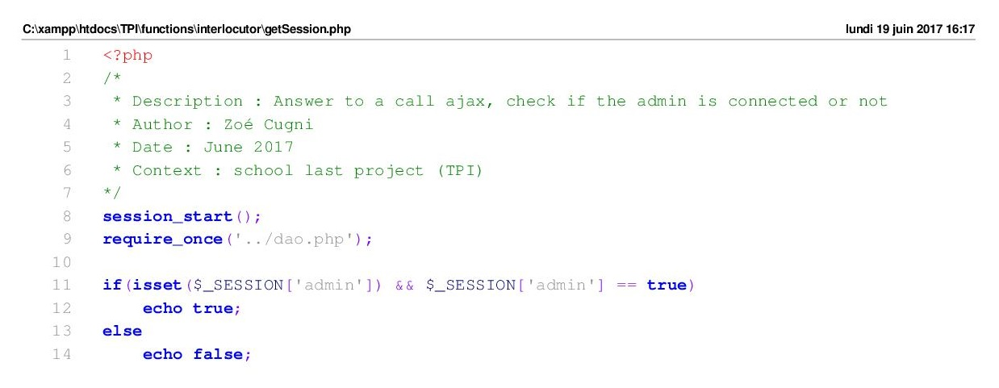 C:\xampp\htdocs\TPI\functions\interlocutor\getSession.php lundi 19 juin 2017 16:17
1 <?php
2 /*
3 * Description : Answer to a call ajax, check if the admin is connected or not
4 * Author : Zoé Cugni
5 * Date : June 2017
6 * Context : school last project (TPI)
7 */
8 session_start();
9 require_once('../dao.php');
10
11 if(isset($_SESSION['admin']) && $_SESSION['admin'] == true)
12 echo true;
13 else
14 echo false;